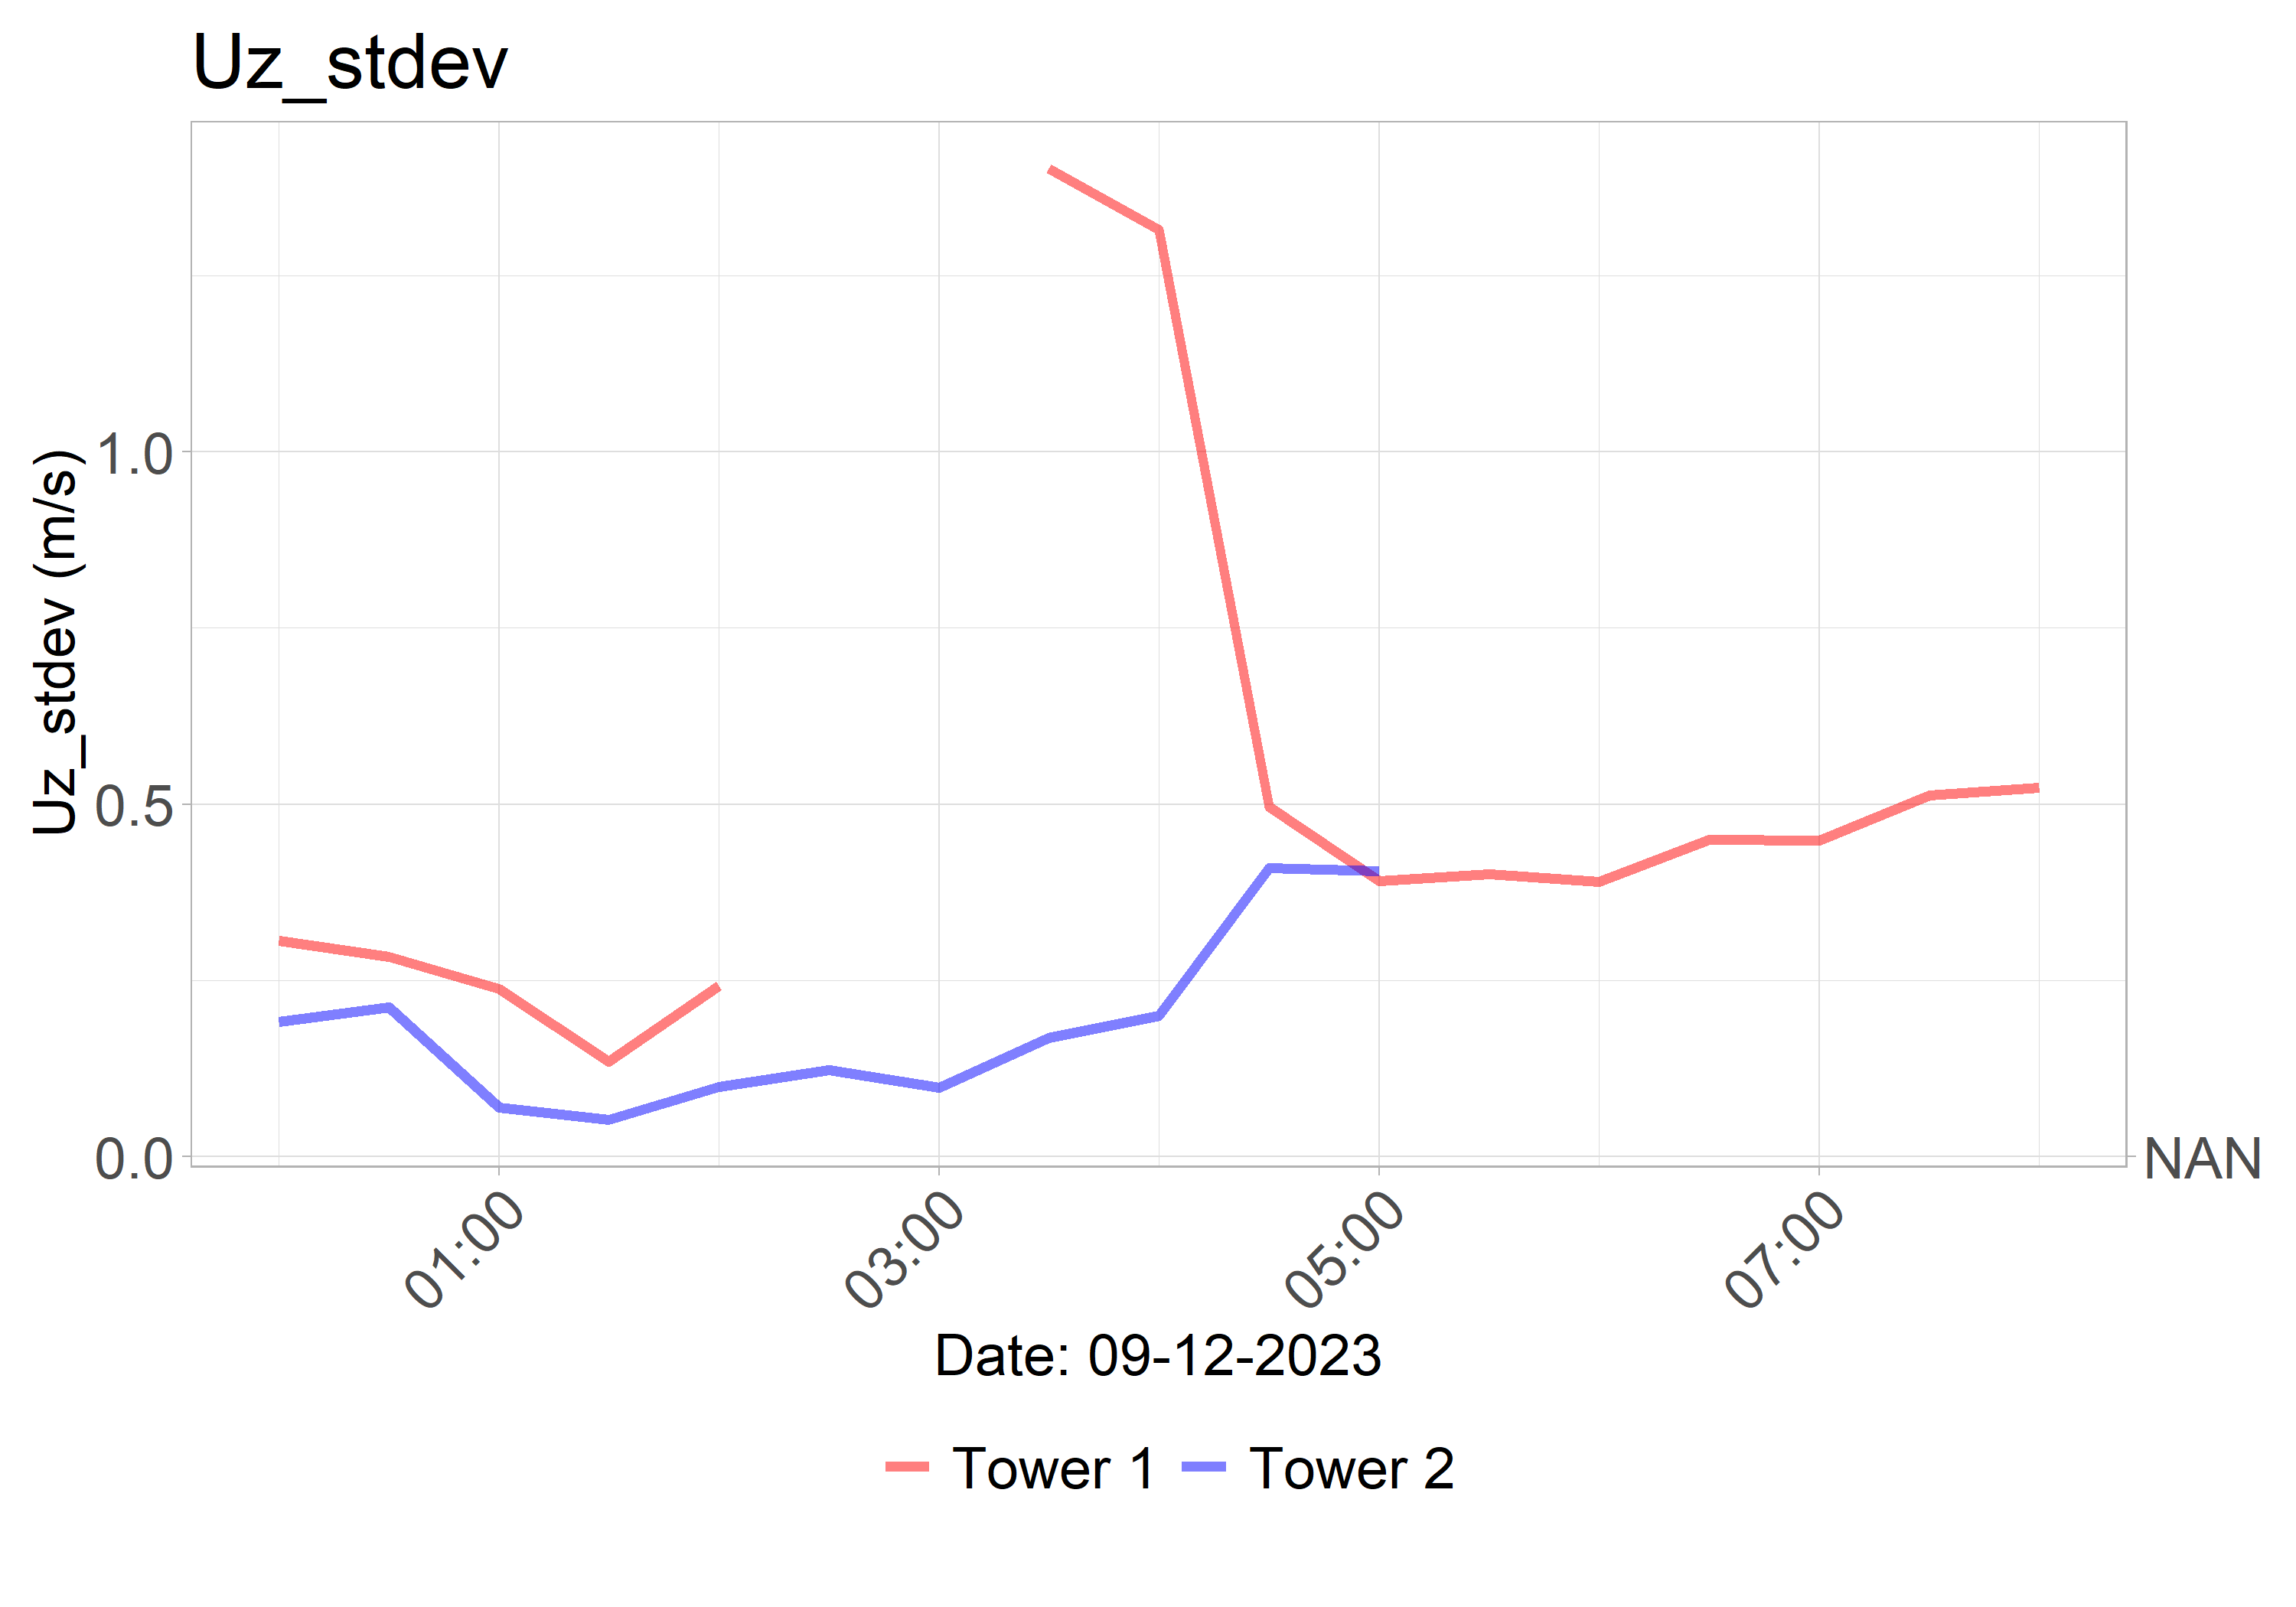 Uz_stdev
Uz_stdev (m/s)
1.0
0.5
0.0
NAN
01:00
03:00
05:00
07:00
Date: 09-12-2023
Tower 1
Tower 2